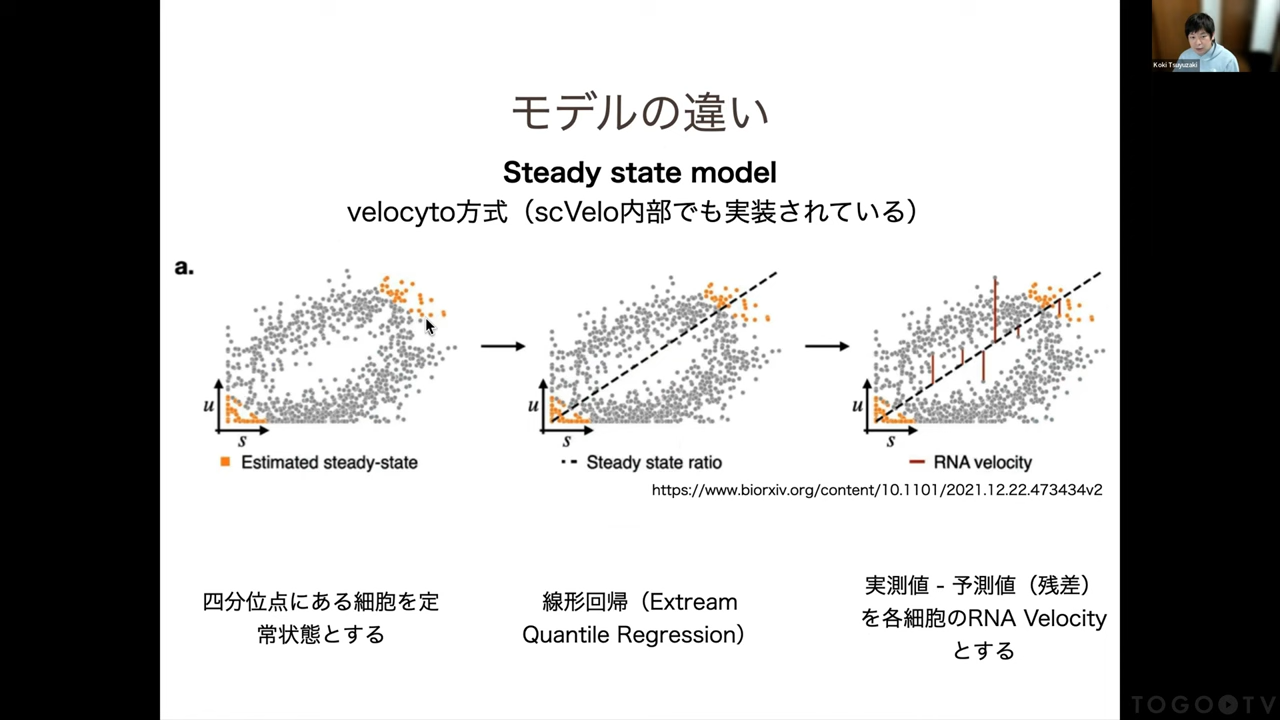 Koki Tsuyuzaki
モデルの違い
Steady state model
velocyto方式（scVelo内部でも実装されている）
a.
u
s
Estimated steady-state
u
s
Steady state ratio
u
s
RNA velocity
https://www.biorxiv.org/content/10.1101/2021.12.22.473434v2
四分位点にある細胞を定
常状態とする
線形回帰（Extream
Quantile Regression）
実測値 - 予測値（残差）
を各細胞のRNA Velocity
とする
TOGOTV